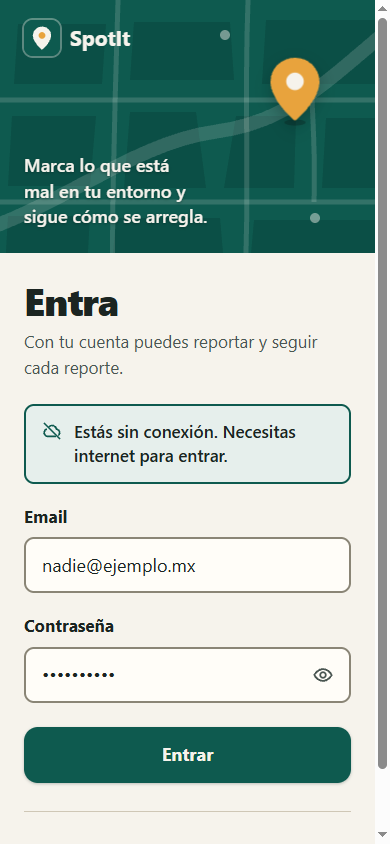 SpotIt
Marca lo que está
mal en tu entorno y
sigue cómo se arregla.
Entra
Con tu cuenta puedes reportar y seguir
cada reporte.
Estás sin conexión. Necesitas
internet para entrar.
Email
nadie@ejemplo.mx
Contraseña
••••••••••
Entrar